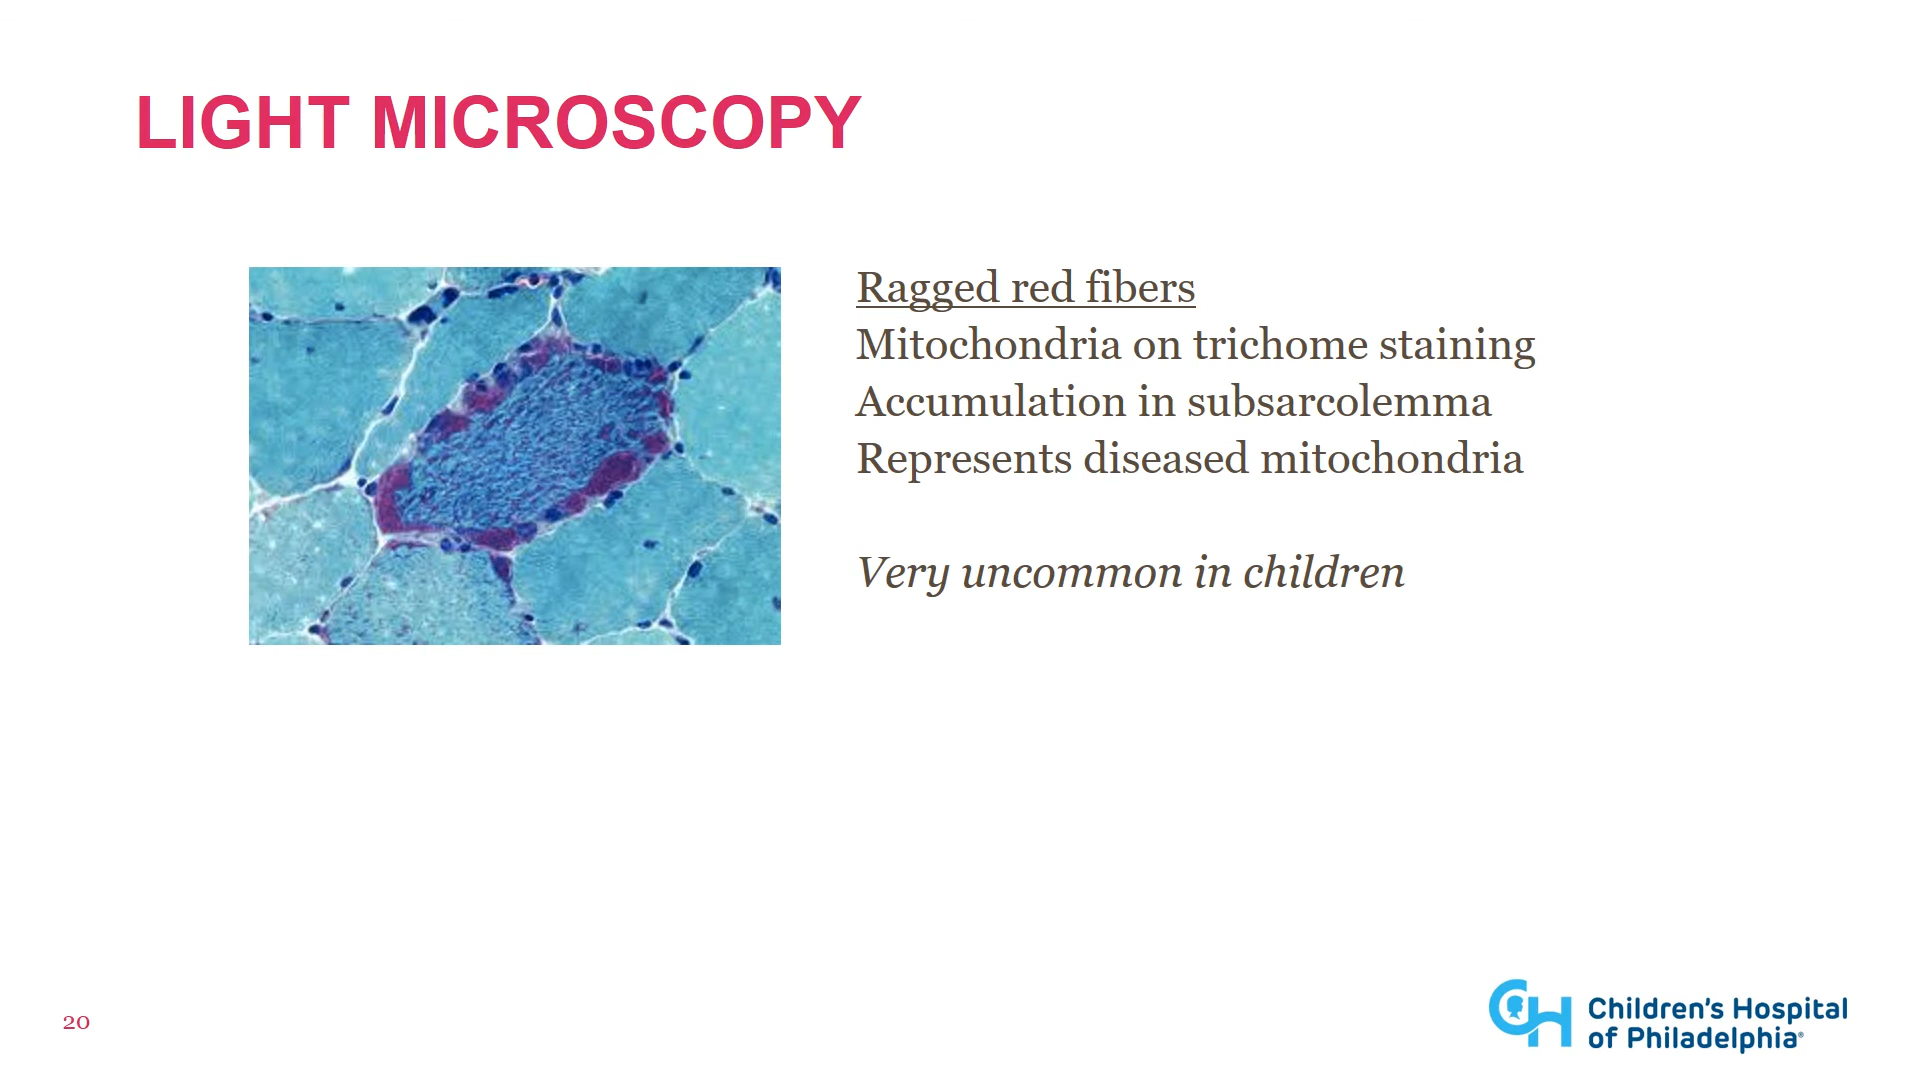 LIGHT MICROSCOPY
Ragged red fibers
Mitochondria on trichome staining
Accumulation in subsarcolemma
Represents diseased mitochondria
Very uncommon in children
20
Children's Hospital
of Philadelphia®